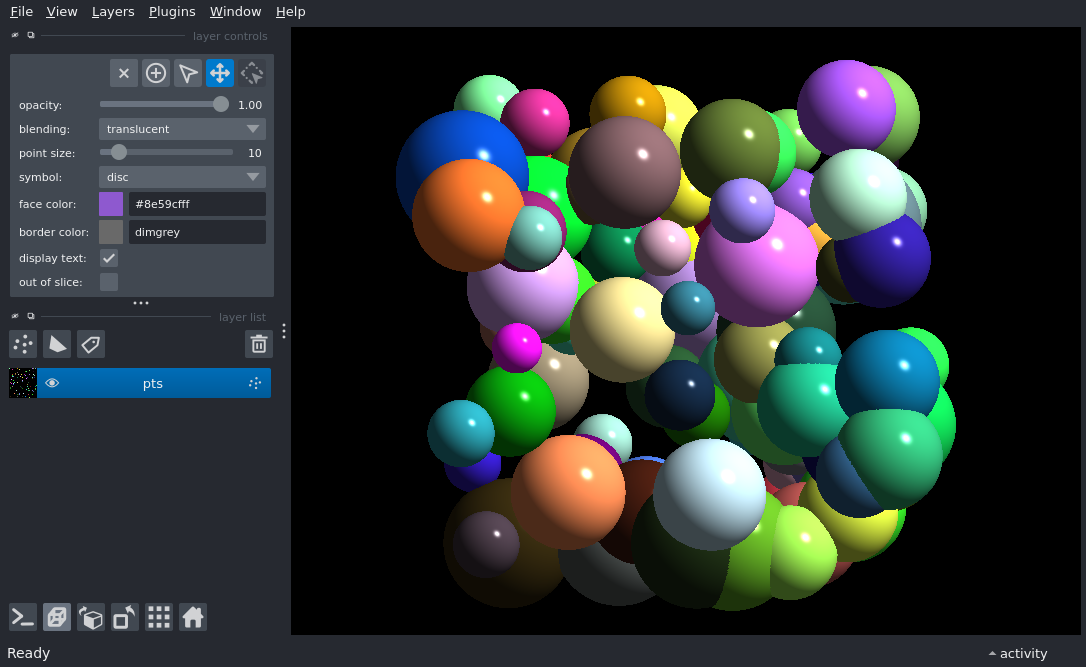 File View Layers Plugins Window Help
layer controls
opacity: 1.00
blending: translucent
point size: 10
symbol: disc
face color: #8e59cfff
border color: dimgrey
display text:
out of slice:
layer list
pts
Ready
activity